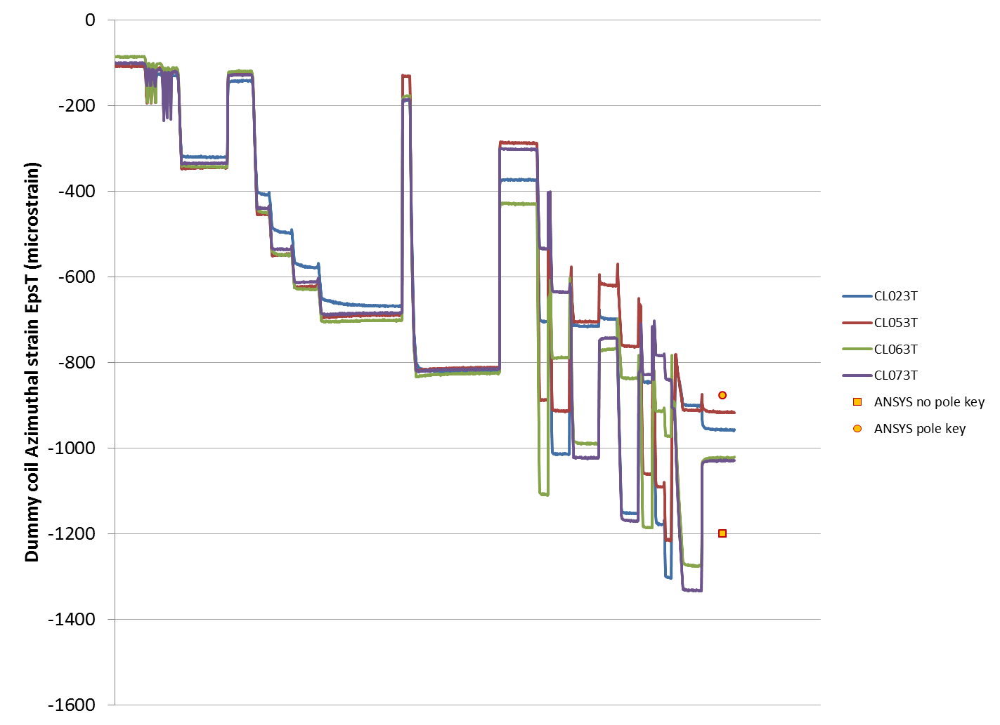 0
-200
-400
-600
-800
-1000
-1200
-1400
-1600
Dummy coil Azimuthal strain EpsT (microstrain)
CL023T
CL053T
CL063T
CL073T
ANSYS no pole key
ANSYS pole key